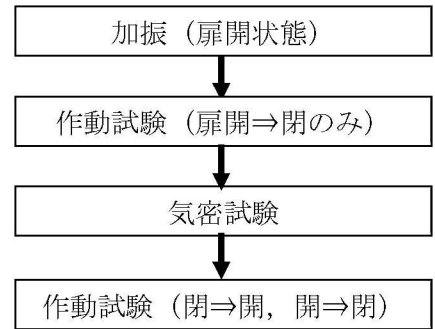 加振（扉開状態）
作動試験（扉開⇒閉のみ）
気密試験
作動試験（閉⇒開，開⇒閉）